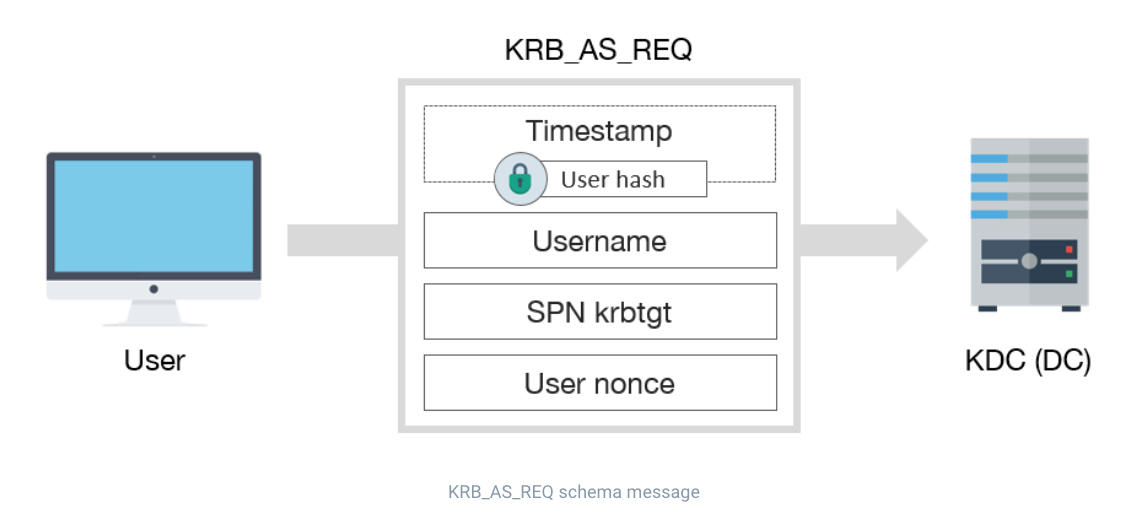 KRB_AS_REQ
Timestamp
User hash
Username
SPN krbtgt
User nonce
User
KDC (DC)
KRB_AS_REQ schema message